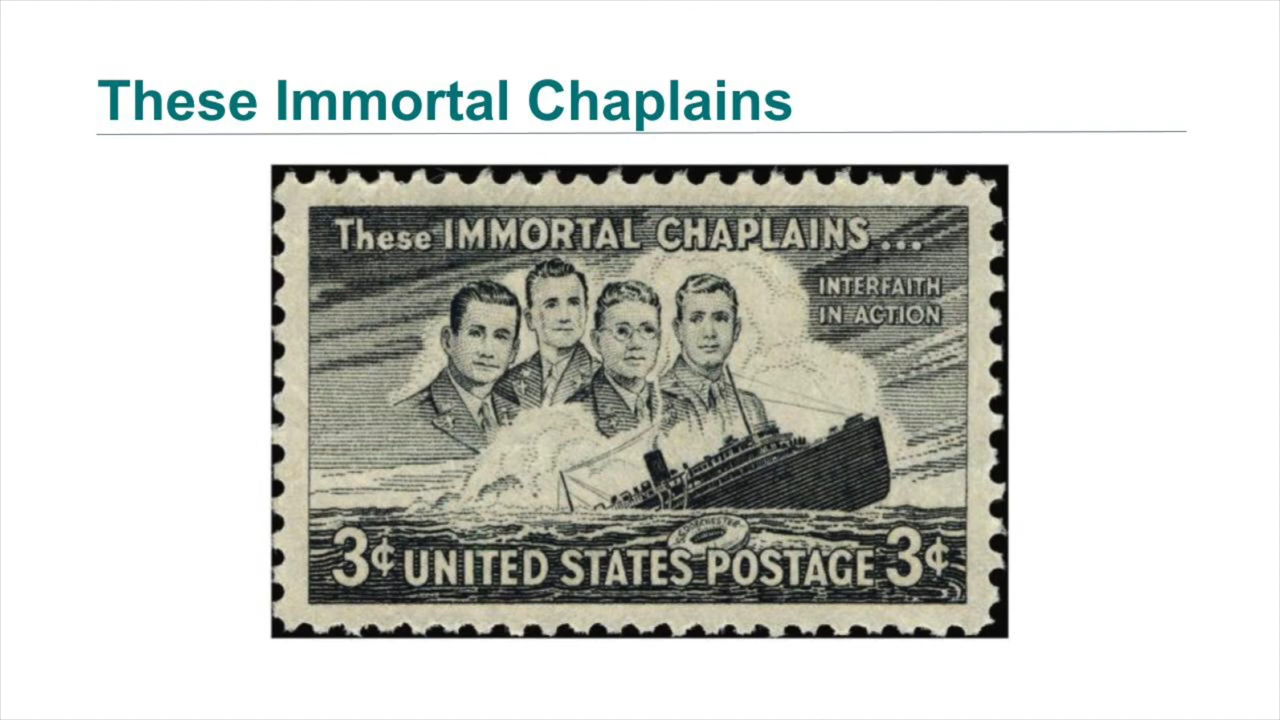 These Immortal Chaplains
These IMMORTAL CHAPLAINS...
INTERFAITH
IN ACTION
3¢ UNITED STATES POSTAGE 3¢